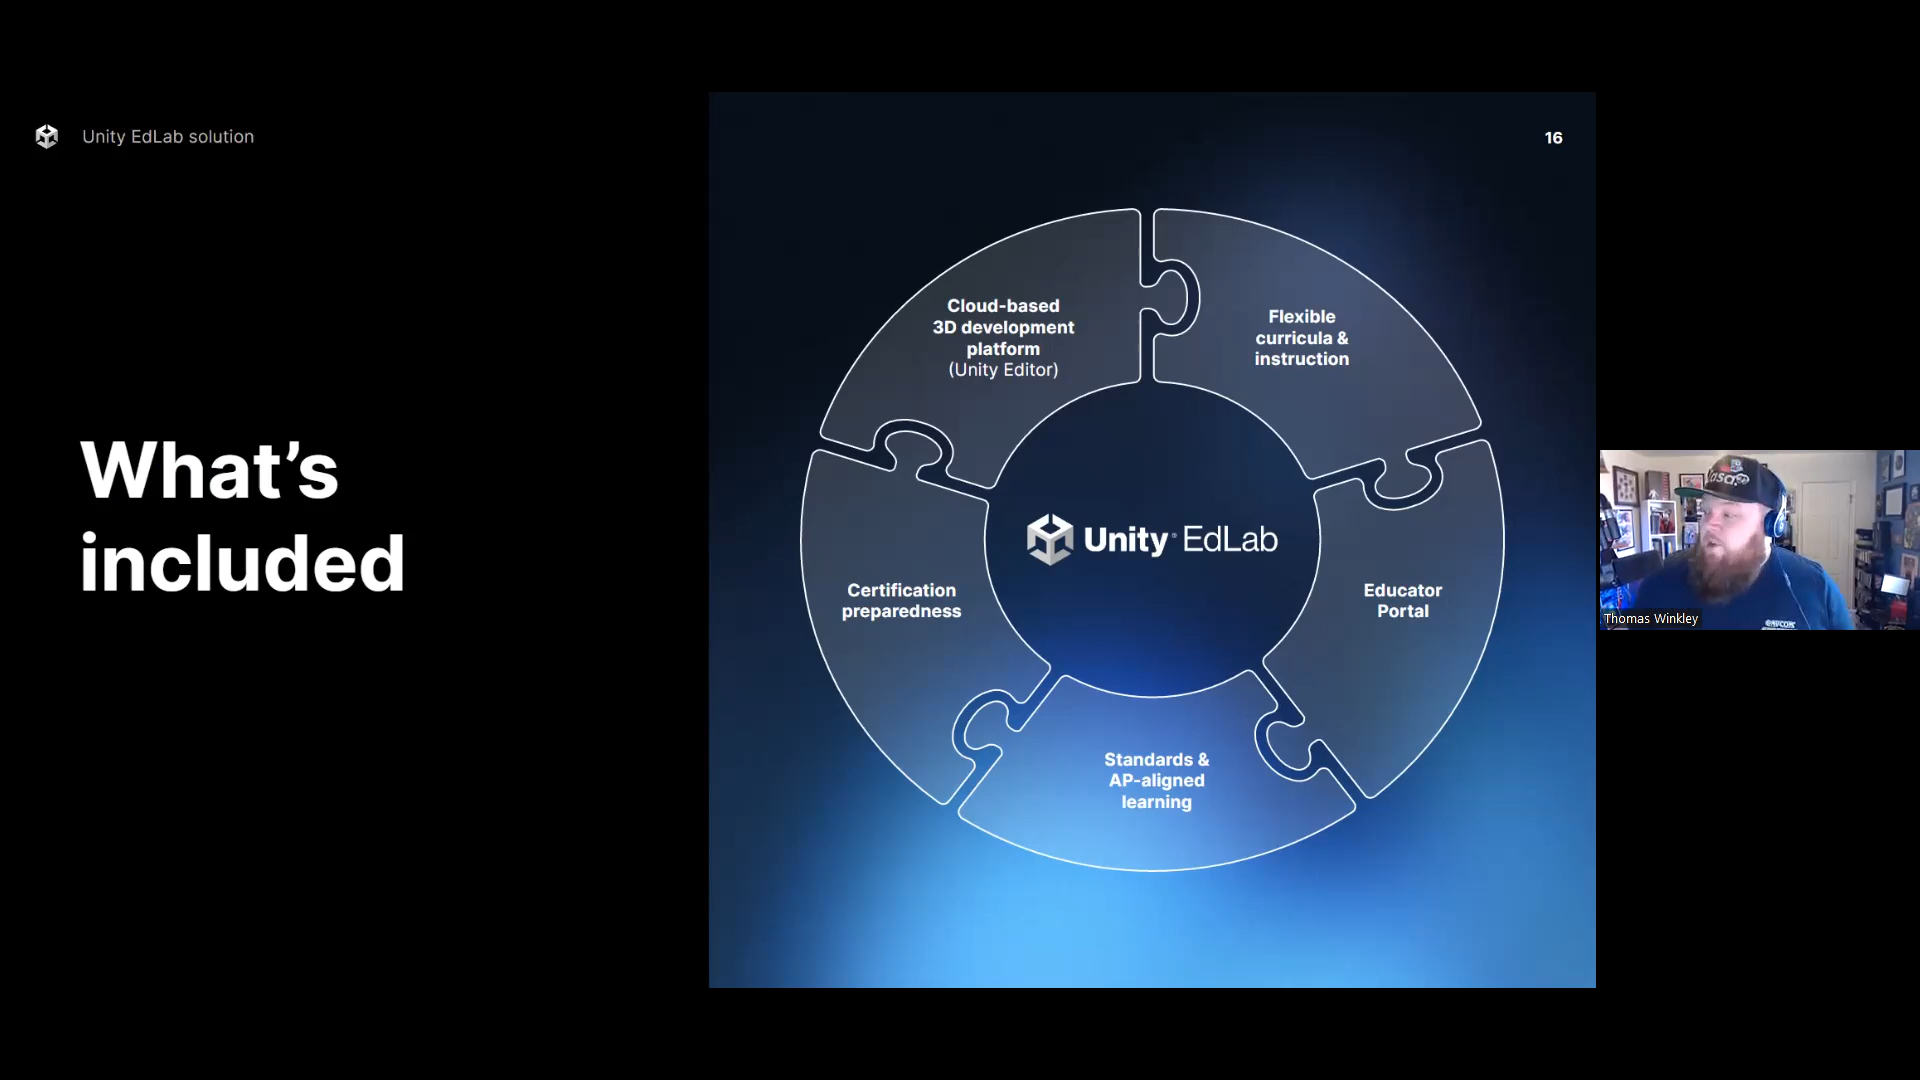 Unity EdLab solution
16
What’s
included
Cloud-based
3D development
platform
(Unity Editor)
Flexible
curricula &
instruction
Certification
preparedness
Unity EdLab
Educator
Portal
Standards &
AP-aligned
learning
Thomas Winkley
CAPCOM